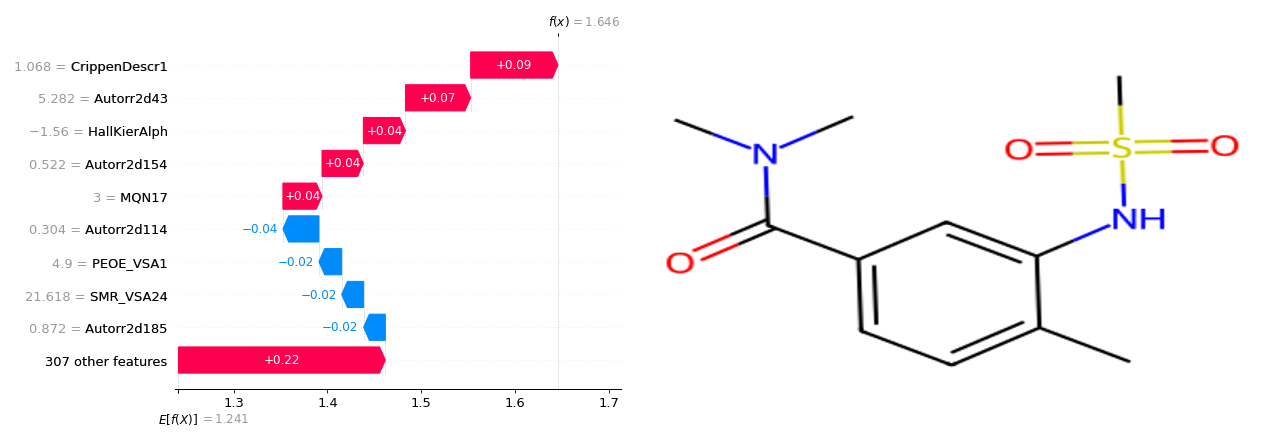 f(x) = 1.646
1.068 = CrippenDescr1
+0.09
5.282 = Autorr2d43
+0.07
−1.56 = HallKierAlph
+0.04
0.522 = Autorr2d154
+0.04
3 = MQN17
+0.04
0.304 = Autorr2d114
−0.04
4.9 = PEOE_VSA1
−0.02
21.618 = SMR_VSA24
−0.02
0.872 = Autorr2d185
−0.02
307 other features
+0.22
1.3 1.4 1.5 1.6 1.7
E[f(X)] = 1.241
N
O S O
NH
O